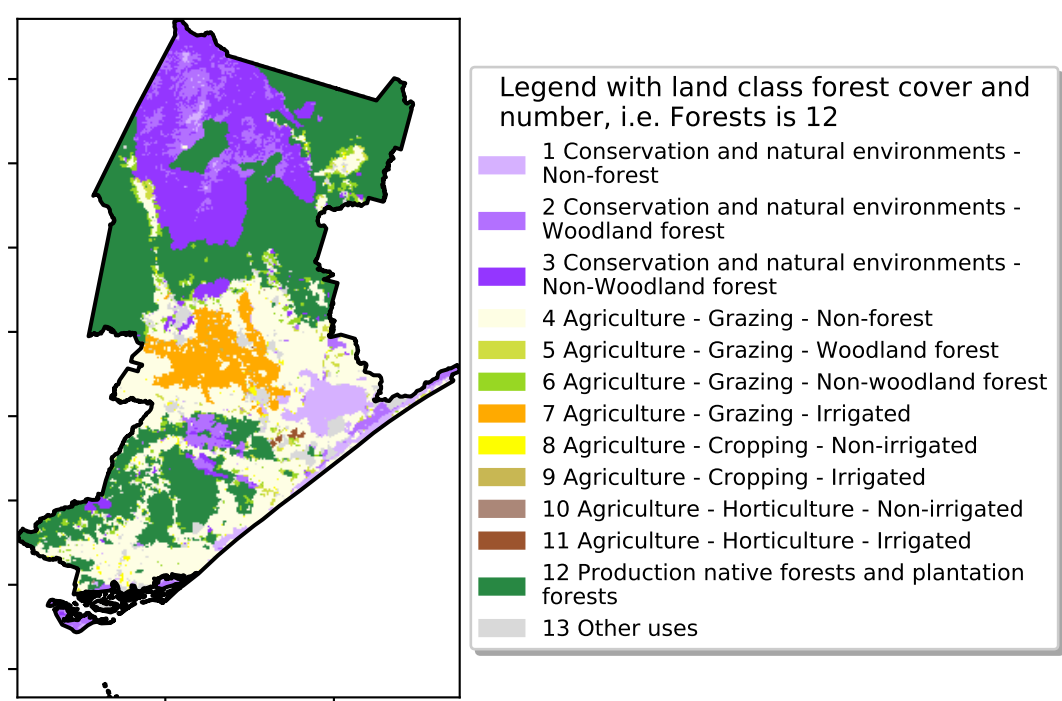 Legend with land class forest cover and
number, i.e. Forests is 12
1 Conservation and natural environments -
Non-forest
2 Conservation and natural environments -
Woodland forest
3 Conservation and natural environments -
Non-Woodland forest
4 Agriculture - Grazing - Non-forest
5 Agriculture - Grazing - Woodland forest
6 Agriculture - Grazing - Non-woodland forest
7 Agriculture - Grazing - Irrigated
8 Agriculture - Cropping - Non-irrigated
9 Agriculture - Cropping - Irrigated
10 Agriculture - Horticulture - Non-irrigated
11 Agriculture - Horticulture - Irrigated
12 Production native forests and plantation
forests
13 Other uses